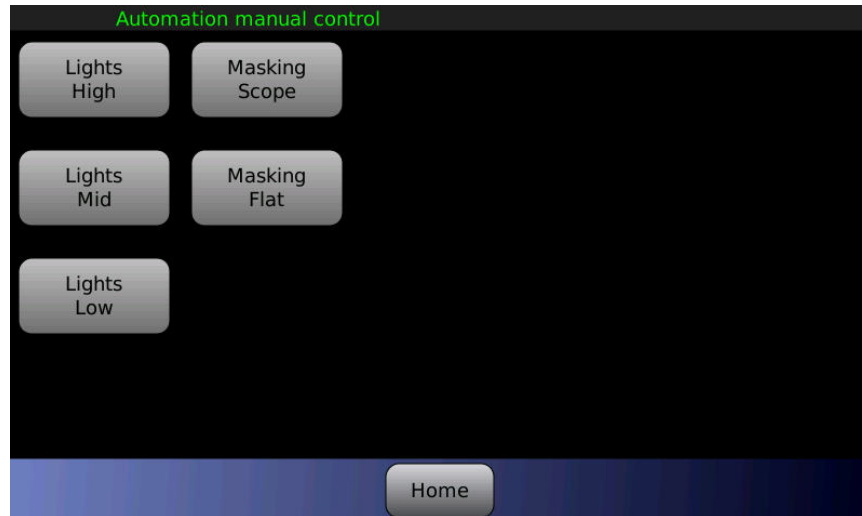 Automation manual control
Lights
High
Masking
Scope
Lights
Mid
Masking
Flat
Lights
Low
Home